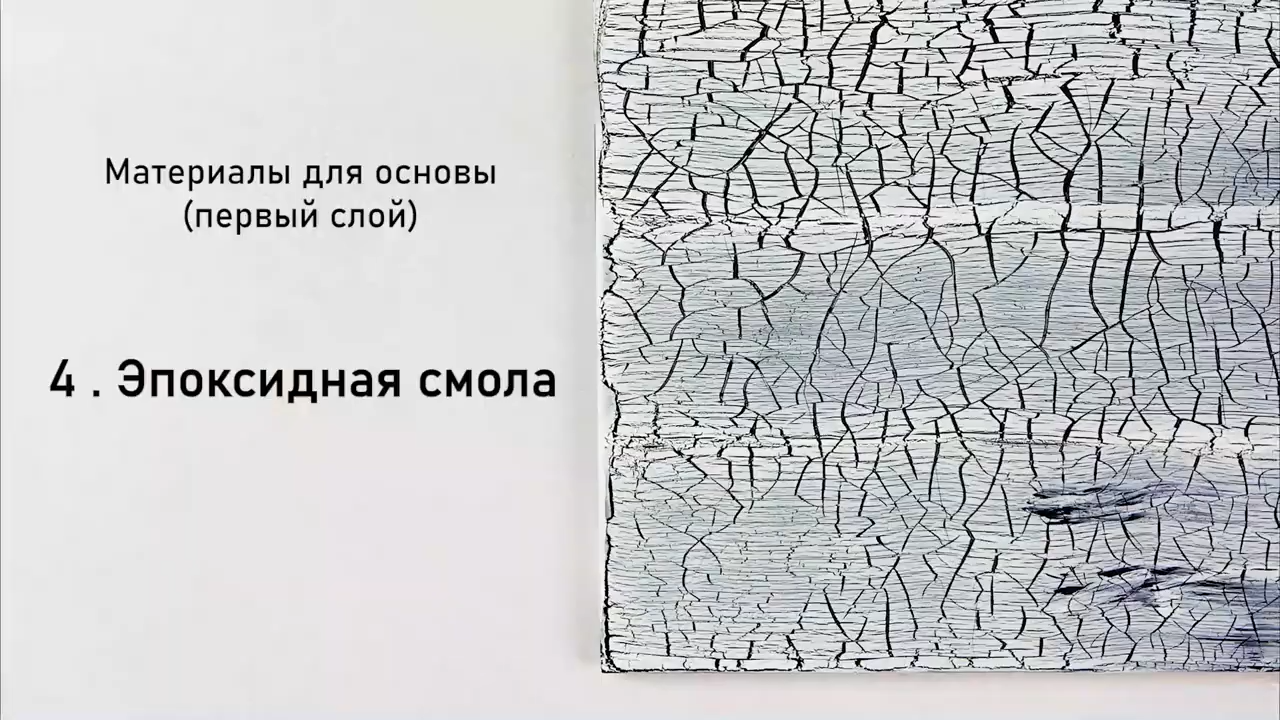 Материалы для основы
(первый слой)
4 . Эпоксидная смола